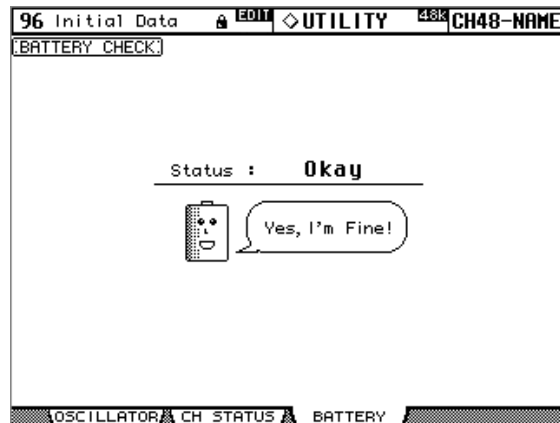 96 Initial Data EDIT ◇UTILITY 48k CH48-NAME
BATTERY CHECK
Status : Okay
Yes, I'm Fine!
OSCILLATOR CH STATUS BATTERY